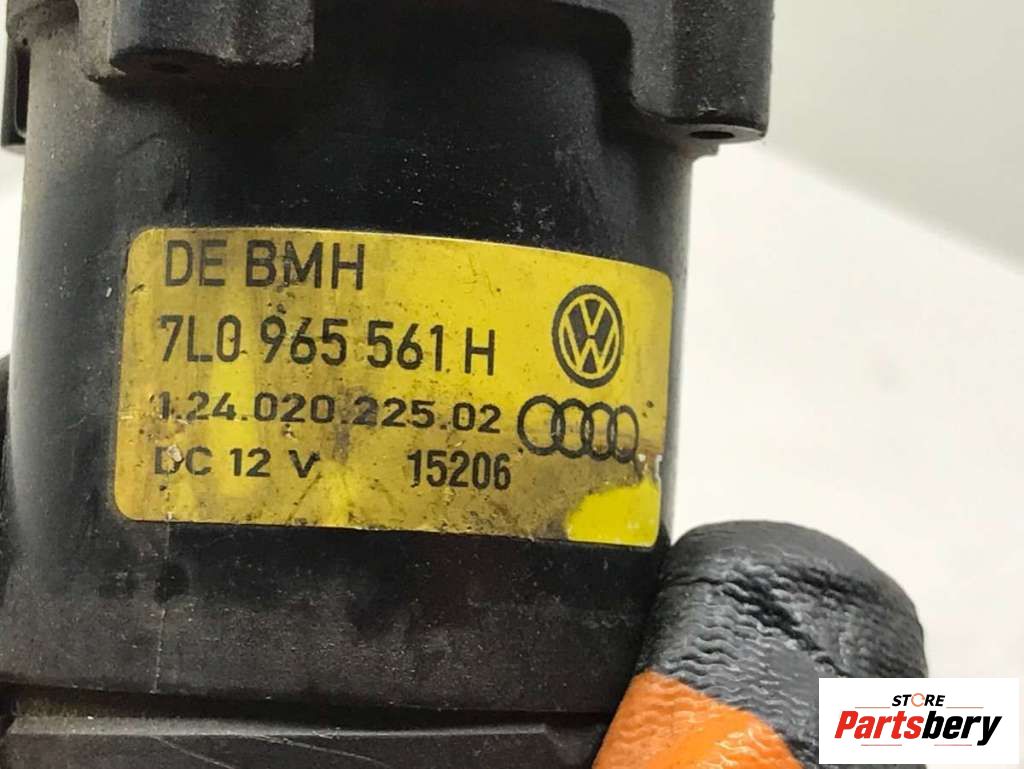 DE BMH
7L0 965 561 H
1.24.020.225.02
DC 12 V 15206
STORE
Partsbery